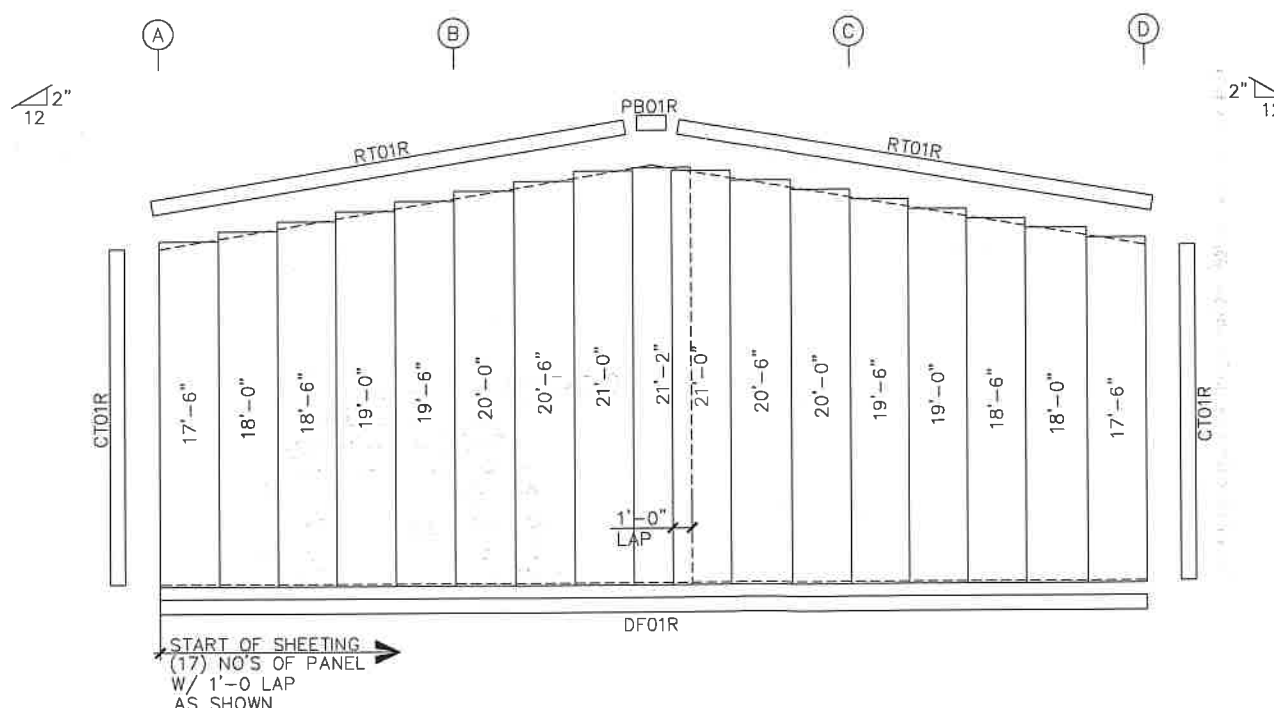 A
B
C
D
2"
12
2"
12
PB01R
RT01R
RT01R
CT01R
17'-6"
18'-0"
18'-6"
19'-0"
19'-6"
20'-0"
20'-6"
21'-0"
21'-2"
21'-0"
20'-6"
20'-0"
19'-6"
19'-0"
18'-6"
18'-0"
17'-6"
CT01R
1'-0"
LAP
DF01R
START OF SHEETING
(17) NO'S OF PANEL
W/ 1'-0 LAP
AS SHOWN